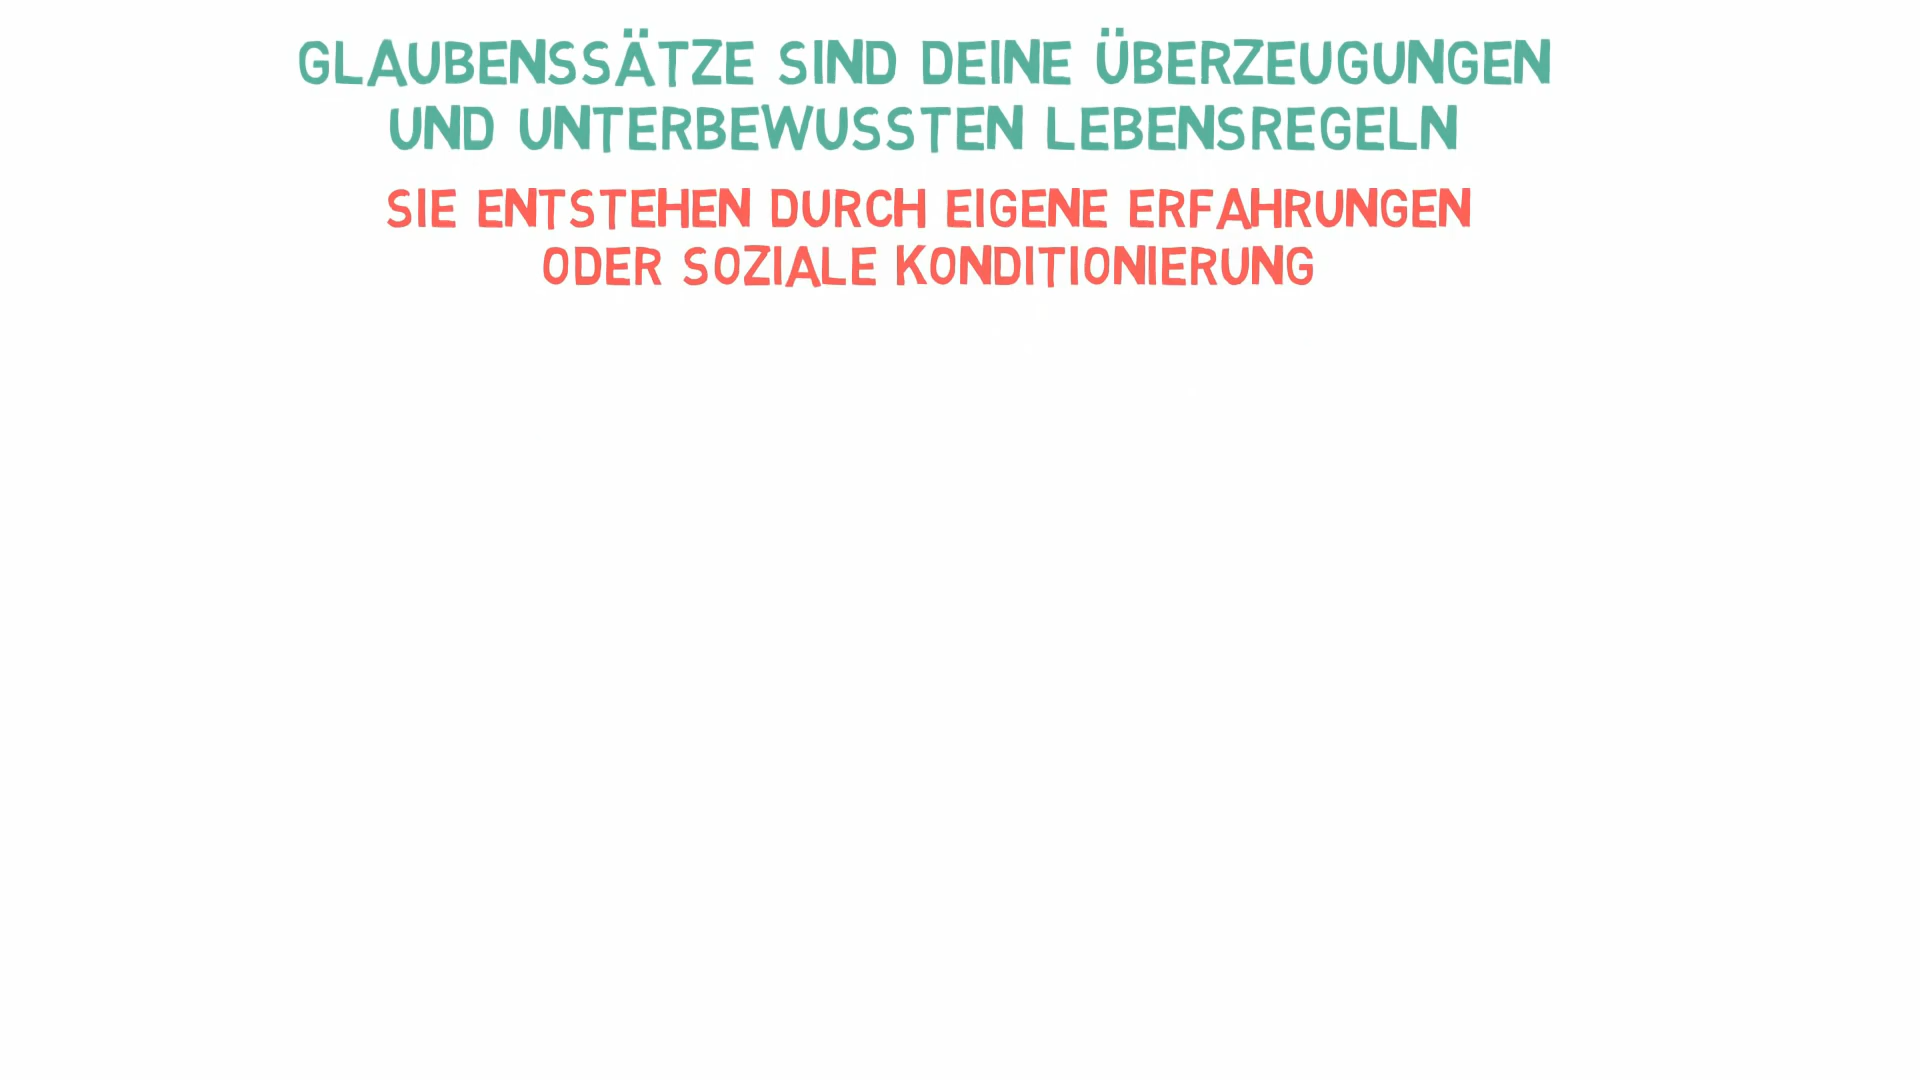 GLAUBENSSÄTZE SIND DEINE ÜBERZEUGUNGEN
UND UNTERBEWUSSTEN LEBENSREGELN
SIE ENTSTEHEN DURCH EIGENE ERFAHRUNGEN
ODER SOZIALE KONDITIONIERUNG